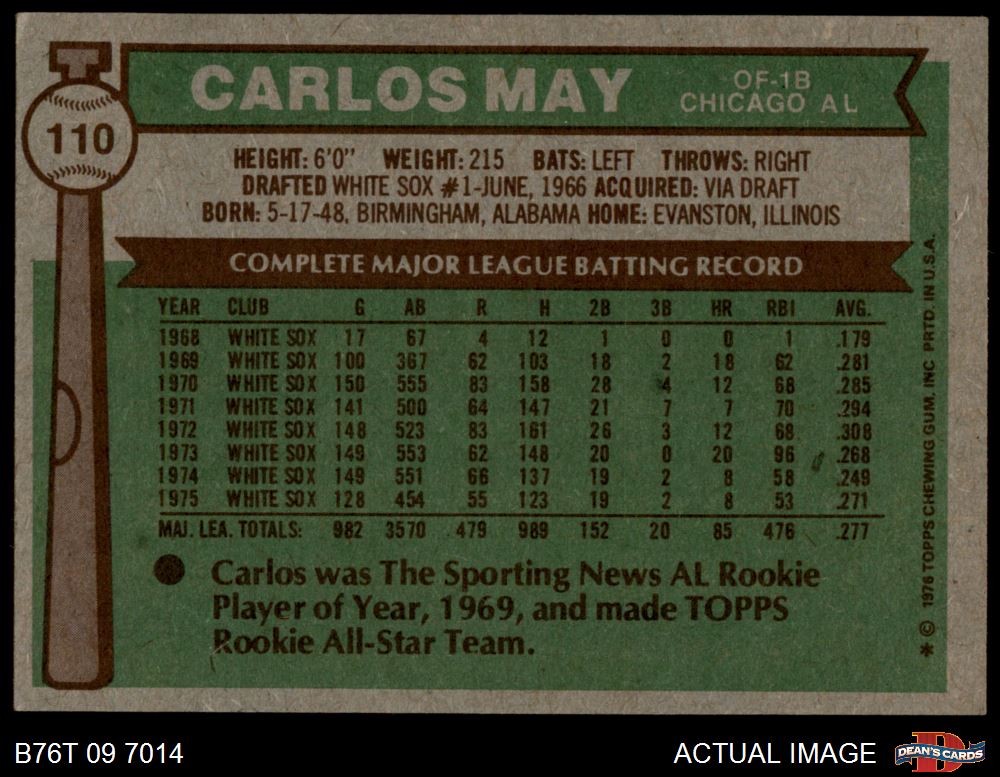 110
CARLOS MAY
OF-1B
CHICAGO AL
HEIGHT: 6'0" WEIGHT: 215 BATS: LEFT THROWS: RIGHT
DRAFTED WHITE SOX #1-JUNE, 1966 ACQUIRED: VIA DRAFT
BORN: 5-17-48, BIRMINGHAM, ALABAMA HOME: EVANSTON, ILLINOIS
COMPLETE MAJOR LEAGUE BATTING RECORD
YEAR CLUB G AB R H 2B 3B HR RBI AVG.
1968 WHITE SOX 17 67 4 12 1 0 0 1 .179
1969 WHITE SOX 100 367 62 103 18 2 18 62 .281
1970 WHITE SOX 150 555 83 158 28 4 12 68 .285
1971 WHITE SOX 141 500 64 147 21 7 7 70 .294
1972 WHITE SOX 148 523 83 161 26 3 12 68 .308
1973 WHITE SOX 149 553 62 148 20 0 20 96 .268
1974 WHITE SOX 149 551 66 137 19 2 8 58 .249
1975 WHITE SOX 128 454 55 123 19 2 8 53 .271
MAJ. LEA. TOTALS: 982 3570 479 989 152 20 85 476 .277
Carlos was The Sporting News AL Rookie
Player of Year, 1969, and made TOPPS
Rookie All-Star Team.
* © 1976 TOPPS CHEWING GUM, INC PRTD. IN U.S.A.
B76T 09 7014
ACTUAL IMAGE
D
DEAN'S CARDS